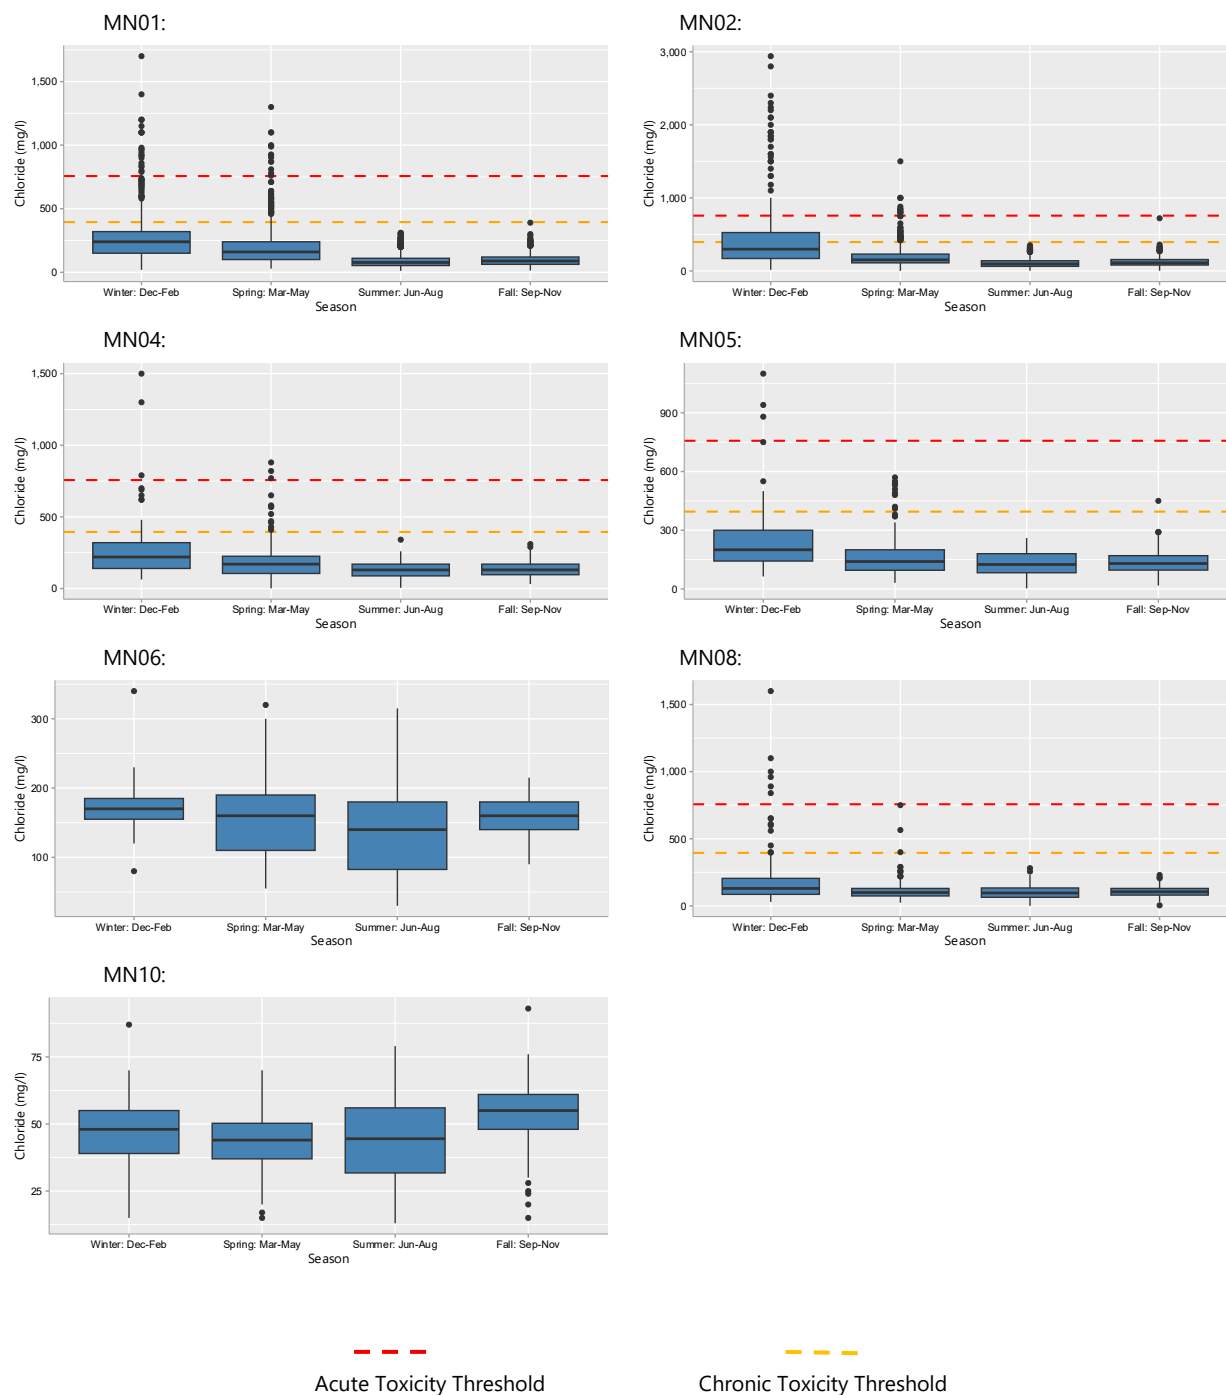 MN01:
Chloride (mg/l)
1,500
1,000
500
0
Winter: Dec-Feb Spring: Mar-May Summer: Jun-Aug Fall: Sep-Nov
Season
MN02:
Chloride (mg/l)
3,000
2,000
1,000
0
Winter: Dec-Feb Spring: Mar-May Summer: Jun-Aug Fall: Sep-Nov
Season
MN04:
Chloride (mg/l)
1,500
1,000
500
0
Winter: Dec-Feb Spring: Mar-May Summer: Jun-Aug Fall: Sep-Nov
Season
MN05:
Chloride (mg/l)
900
600
300
0
Winter: Dec-Feb Spring: Mar-May Summer: Jun-Aug Fall: Sep-Nov
Season
MN06:
Chloride (mg/l)
300
200
100
Winter: Dec-Feb Spring: Mar-May Summer: Jun-Aug Fall: Sep-Nov
Season
MN08:
Chloride (mg/l)
1,500
1,000
500
0
Winter: Dec-Feb Spring: Mar-May Summer: Jun-Aug Fall: Sep-Nov
Season
MN10:
Chloride (mg/l)
75
50
25
Winter: Dec-Feb Spring: Mar-May Summer: Jun-Aug Fall: Sep-Nov
Season
Acute Toxicity Threshold
Chronic Toxicity Threshold